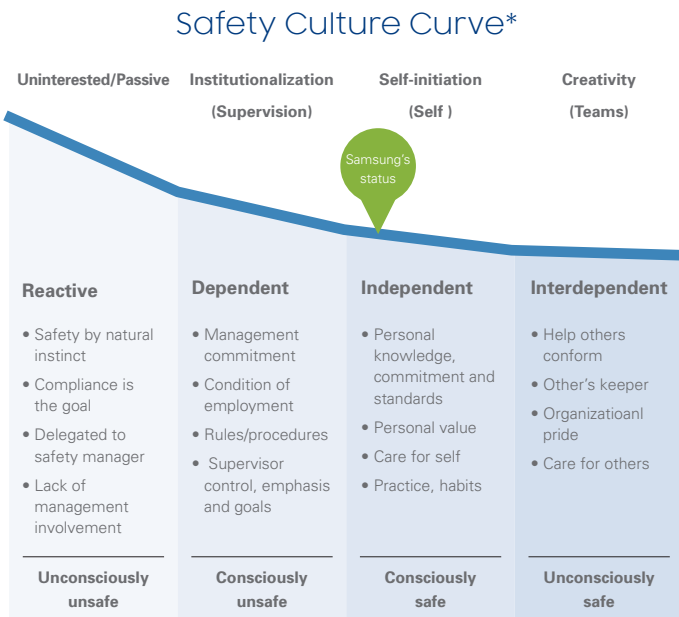 Safety Culture Curve*
Uninterested/Passive
Institutionalization
(Supervision)
Self-initiation
(Self )
Creativity
(Teams)
Samsung's
status
Reactive
• Safety by natural
instinct
• Compliance is
the goal
• Delegated to
safety manager
• Lack of
management
involvement
Unconsciously
unsafe
Dependent
• Management
commitment
• Condition of
employment
• Rules/procedures
• Supervisor
control, emphasis
and goals
Consciously
unsafe
Independent
• Personal
knowledge,
commitment and
standards
• Personal value
• Care for self
• Practice, habits
Consciously
safe
Interdependent
• Help others
conform
• Other’s keeper
• Organizatioanl
pride
• Care for others
Unconsciously
safe